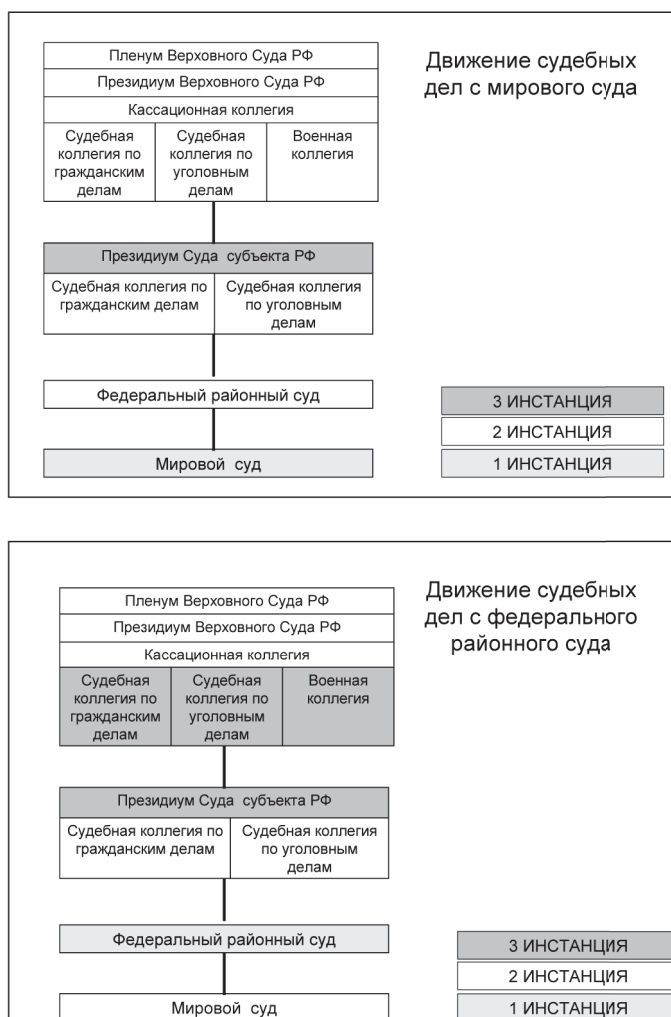 Движение судебных
дел с мирового суда
Пленум Верховного Суда РФ
Президиум Верховного Суда РФ
Кассационная коллегия
Судебная
коллегия по
гражданским
делам
Судебная
коллегия по
уголовным
делам
Военная
коллегия
Президиум Суда субъекта РФ
Судебная коллегия по
гражданским делам
Судебная коллегия
по уголовным
делам
Федеральный районный суд
Мировой суд
3 ИНСТАНЦИЯ
2 ИНСТАНЦИЯ
1 ИНСТАНЦИЯ
Движение судебных
дел с федерального
районного суда
Пленум Верховного Суда РФ
Президиум Верховного Суда РФ
Кассационная коллегия
Судебная
коллегия по
гражданским
делам
Судебная
коллегия по
уголовным
делам
Военная
коллегия
Президиум Суда субъекта РФ
Судебная коллегия по
гражданским делам
Судебная коллегия
по уголовным
делам
Федеральный районный суд
Мировой суд
3 ИНСТАНЦИЯ
2 ИНСТАНЦИЯ
1 ИНСТАНЦИЯ